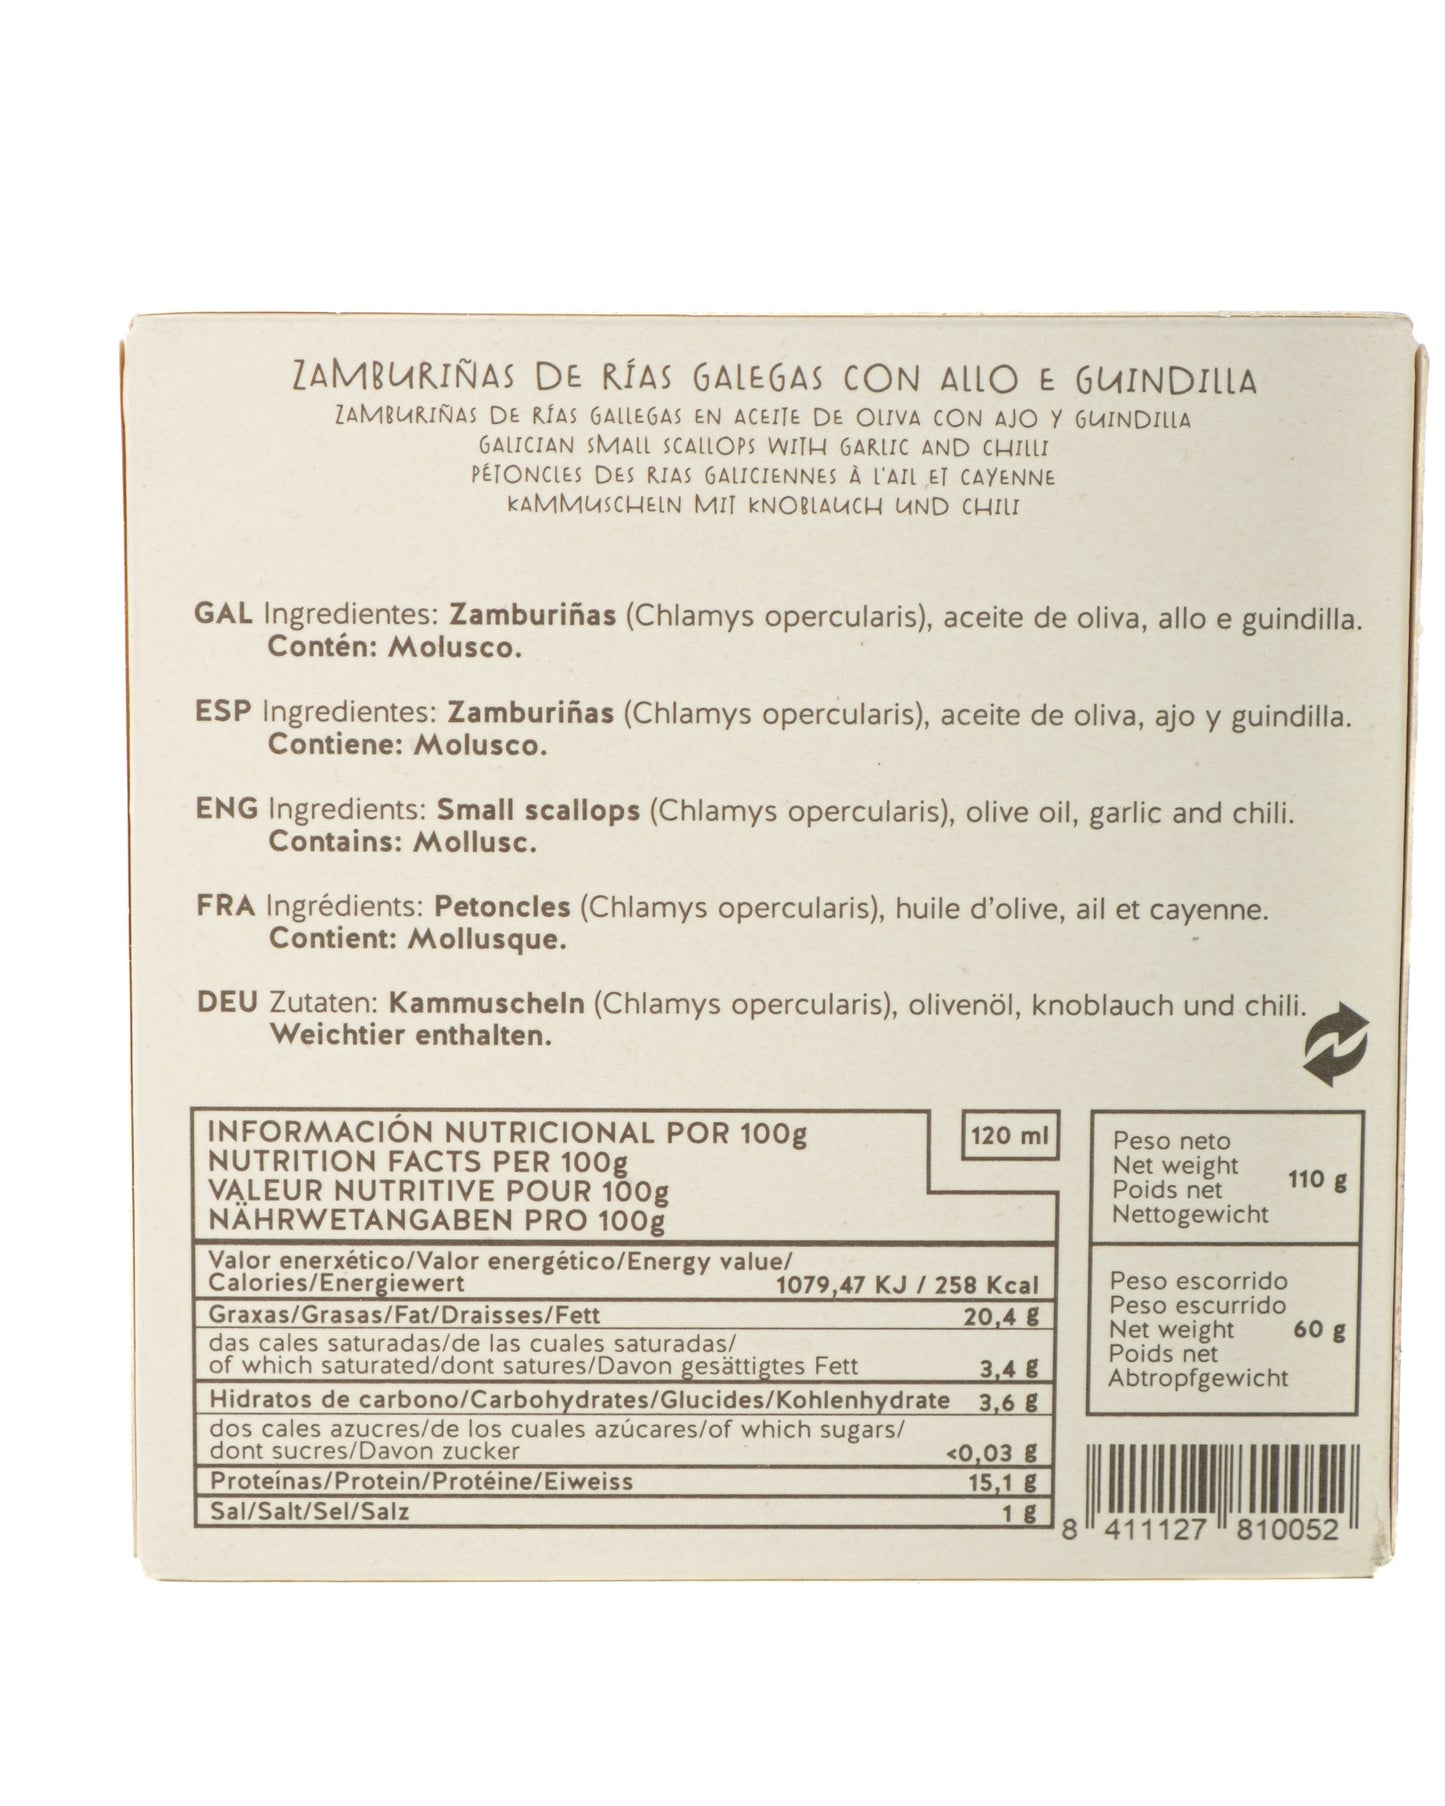 ZAMBURIÑAS DE RÍAS GALEGAS CON ALLO E GUINDILLA
ZAMBURIÑAS DE RÍAS GALLEGAS EN ACEITE DE OLIVA CON AJO Y GUINDILLA
GALICIAN SMALL SCALLOPS WITH GARLIC AND CHILLI
PÉTONCLES DES RIAS GALICIENNES À L'AIL ET CAYENNE
KAMMUSCHELN MIT KNOBLAUCH UND CHILI
GAL Ingredientes: Zamburiñas (Chlamys opercularis), aceite de oliva, allo e guindilla.
Contén: Molusco.
ESP Ingredientes: Zamburiñas (Chlamys opercularis), aceite de oliva, ajo y guindilla.
Contiene: Molusco.
ENG Ingredients: Small scallops (Chlamys opercularis), olive oil, garlic and chili.
Contains: Mollusc.
FRA Ingrédients: Petoncles (Chlamys opercularis), huile d'olive, ail et cayenne.
Contient: Mollusque.
DEU Zutaten: Kammuscheln (Chlamys opercularis), olivenöl, knoblauch und chili.
Weichtier enthalten.
INFORMACIÓN NUTRICIONAL POR 100g
NUTRITION FACTS PER 100g
VALEUR NUTRITIVE POUR 100g
NÄHRWETANGABEN PRO 100g
120 ml
Valor enerxético/Valor energético/Energy value/
Calories/Energiewert 1079,47 KJ / 258 Kcal
Graxas/Grasas/Fat/Draisses/Fett 20,4 g
das cales saturadas/de las cuales saturadas/
of which saturated/dont satures/Davon gesättigtes Fett 3,4 g
Hidratos de carbono/Carbohydrates/Glucides/Kohlenhydrate 3,6 g
dos cales azucres/de los cuales azúcares/of which sugars/
dont sucres/Davon zucker <0,03 g
Proteínas/Protein/Protéine/Eiweiss 15,1 g
Sal/Salt/Sel/Salz 1 g
Peso neto
Net weight
Poids net
Nettogewicht
110 g
Peso escorrido
Peso escurrido
Net weight
Poids net
Abtropfgewicht
60 g
8 411127 810052